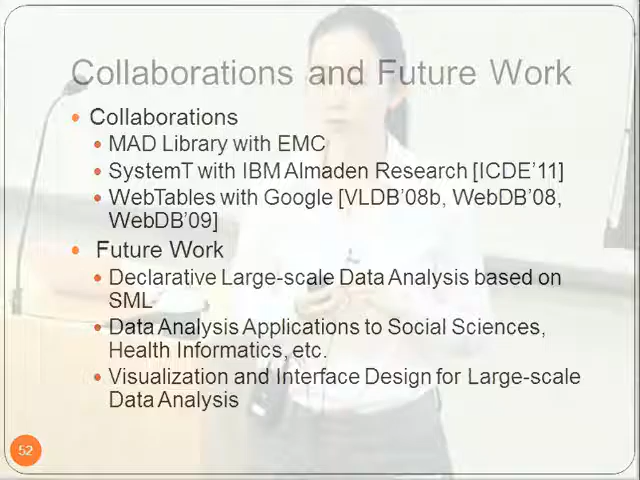 Collaborations and Future Work
• Collaborations
• MAD Library with EMC
• SystemT with IBM Almaden Research [ICDE'11]
• WebTables with Google [VLDB'08b, WebDB'08,
WebDB'09]
• Future Work
• Declarative Large-scale Data Analysis based on
SML
• Data Analysis Applications to Social Sciences,
Health Informatics, etc.
• Visualization and Interface Design for Large-scale
Data Analysis
52